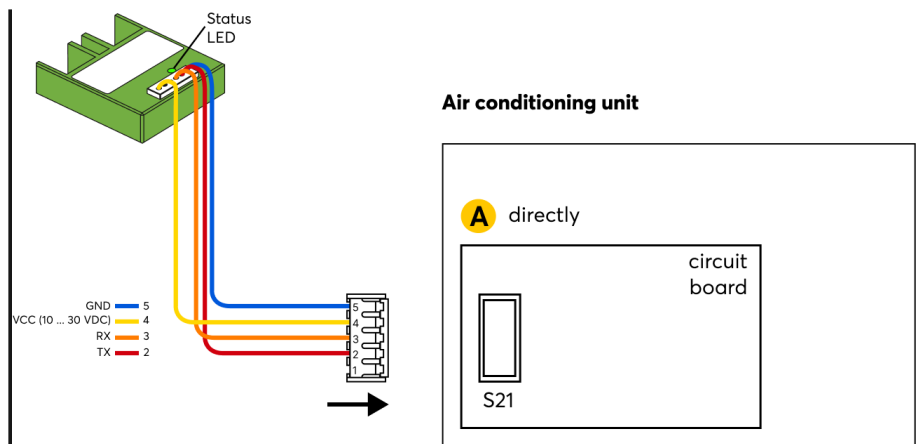 Status
LED
Air conditioning unit
A directly
circuit
board
GND 5
VCC (10 ... 30 VDC) 4
RX 3
TX 2
5
4
3
2
1
S21